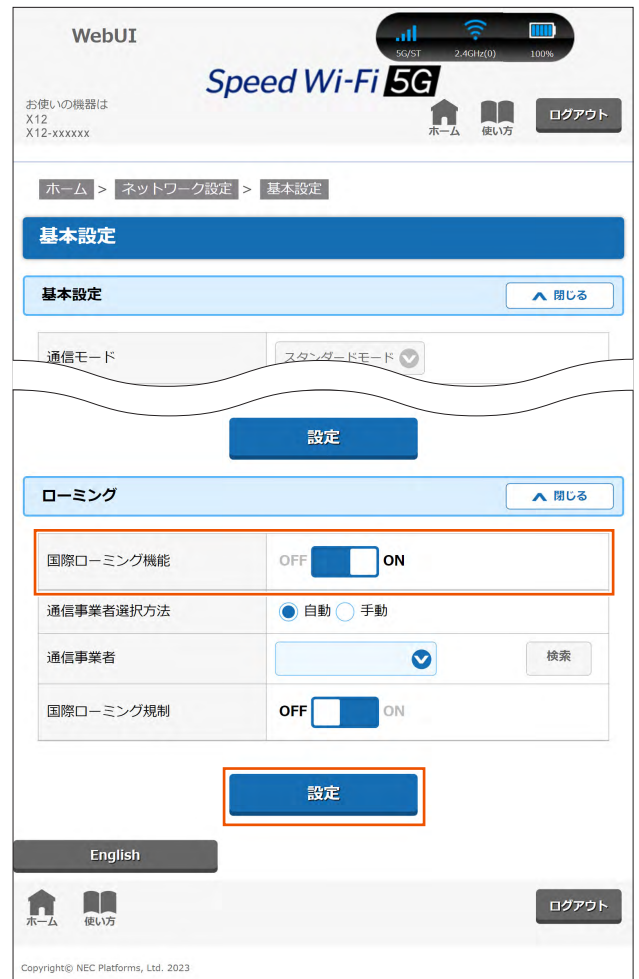 WebUI
5G/ST 2.4GHz(0) 100%
Speed Wi-Fi 5G
お使いの機器は
X12
X12-xxxxxx
ホーム 使い方 ログアウト
ホーム > ネットワーク設定 > 基本設定
基本設定
基本設定 閉じる
通信モード スタンダードモード
設定
ローミング 閉じる
国際ローミング機能 OFF ON
通信事業者選択方法 自動 手動
通信事業者 検索
国際ローミング規制 OFF ON
設定
English
ホーム 使い方 ログアウト
Copyright© NEC Platforms, Ltd. 2023